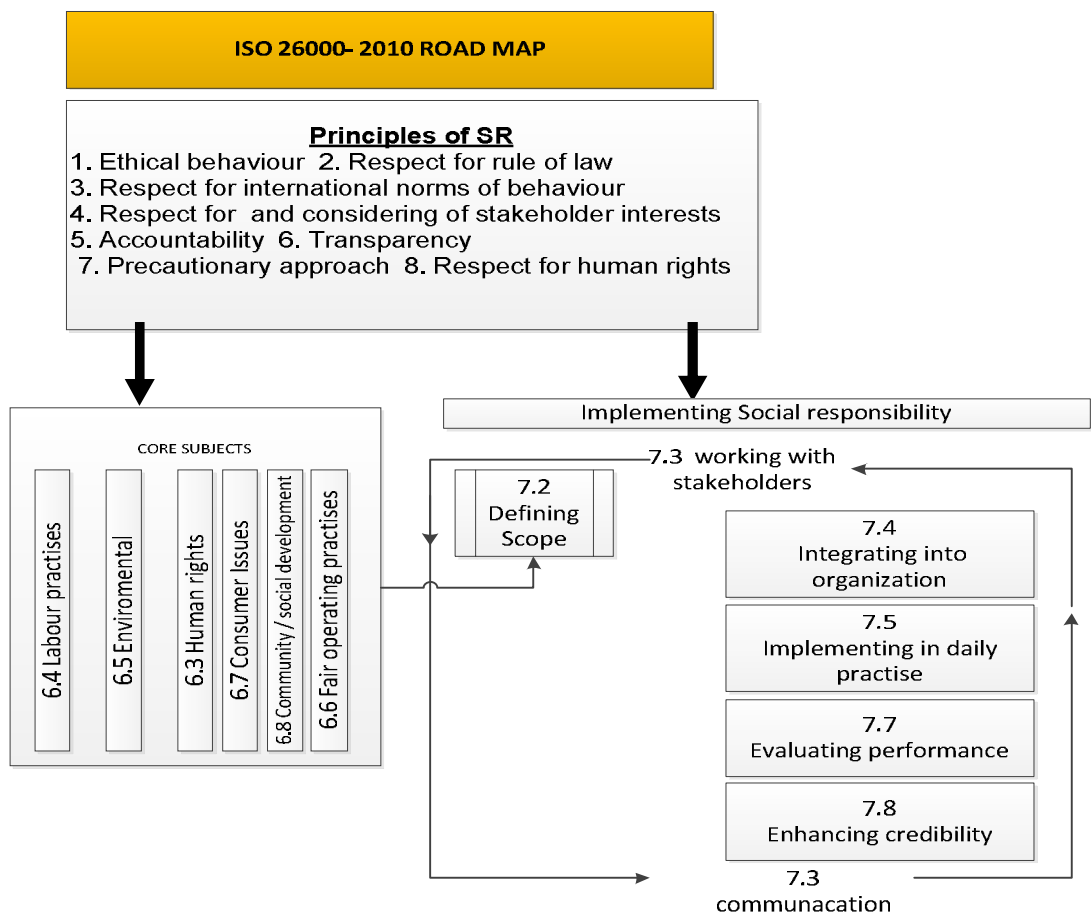 ISO 26000- 2010 ROAD MAP
Principles of SR
1. Ethical behaviour 2. Respect for rule of law
3. Respect for international norms of behaviour
4. Respect for and considering of stakeholder interests
5. Accountability 6. Transparency
7. Precautionary approach 8. Respect for human rights
CORE SUBJECTS
6.4 Labour practises
6.5 Enviromental
6.3 Human rights
6.7 Consumer Issues
6.8 Community / social development
6.6 Fair operating practises
Implementing Social responsibility
7.3 working with
stakeholders
7.2
Defining
Scope
7.4
Integrating into
organization
7.5
Implementing in daily
practise
7.7
Evaluating performance
7.8
Enhancing credibility
7.3
communacation